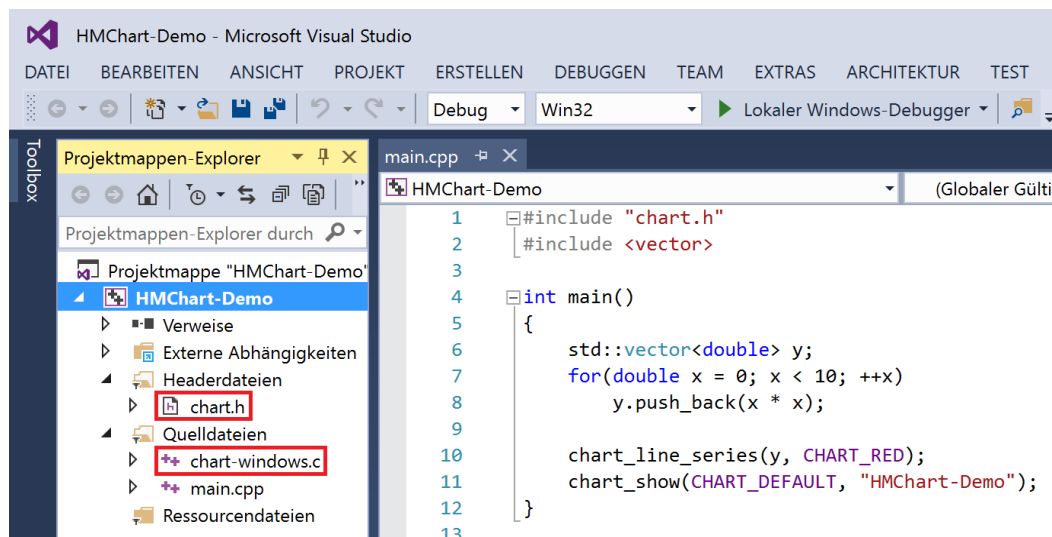 HMChart-Demo - Microsoft Visual Studio
DATEI BEARBEITEN ANSICHT PROJEKT ERSTELLEN DEBUGGEN TEAM EXTRAS ARCHITEKTUR TEST
Debug Win32 Lokaler Windows-Debugger
Toolbox
Projektmappen-Explorer
Projektmappen-Explorer durch
Projektmappe "HMChart-Demo"
HMChart-Demo
Verweise
Externe Abhängigkeiten
Headerdateien
chart.h
Quelldateien
chart-windows.c
main.cpp
Ressourcendateien
main.cpp
HMChart-Demo (Globaler Gülti
1 #include "chart.h"
2 #include <vector>
3
4 int main()
5 {
6 std::vector<double> y;
7 for(double x = 0; x < 10; ++x)
8 y.push_back(x * x);
9
10 chart_line_series(y, CHART_RED);
11 chart_show(CHART_DEFAULT, "HMChart-Demo");
12 }
13